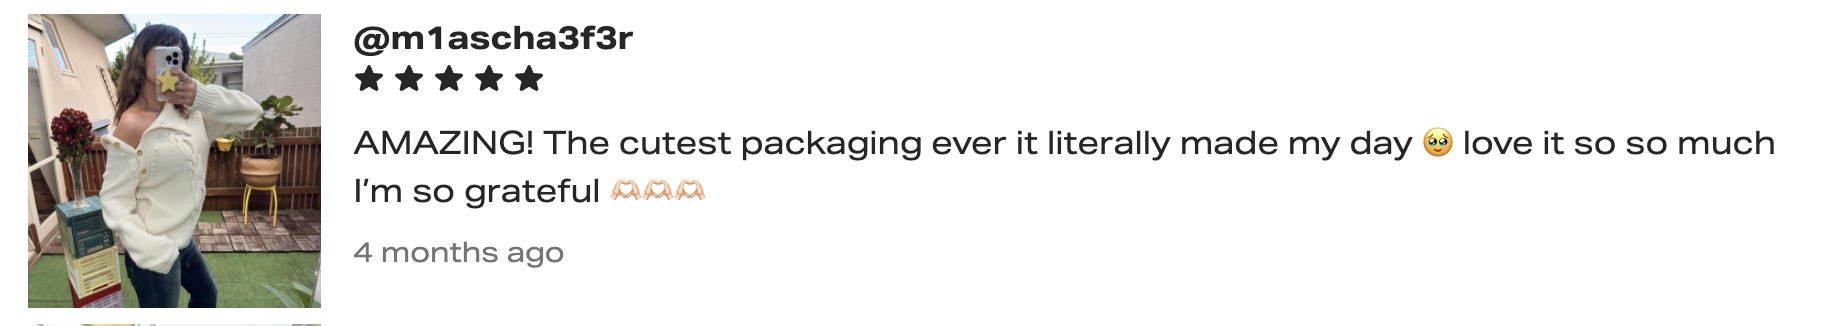 @m1ascha3f3r
★ ★ ★ ★ ★
AMAZING! The cutest packaging ever it literally made my day 🥹 love it so so much
I'm so grateful 🫶🏻🫶🏻🫶🏻
4 months ago